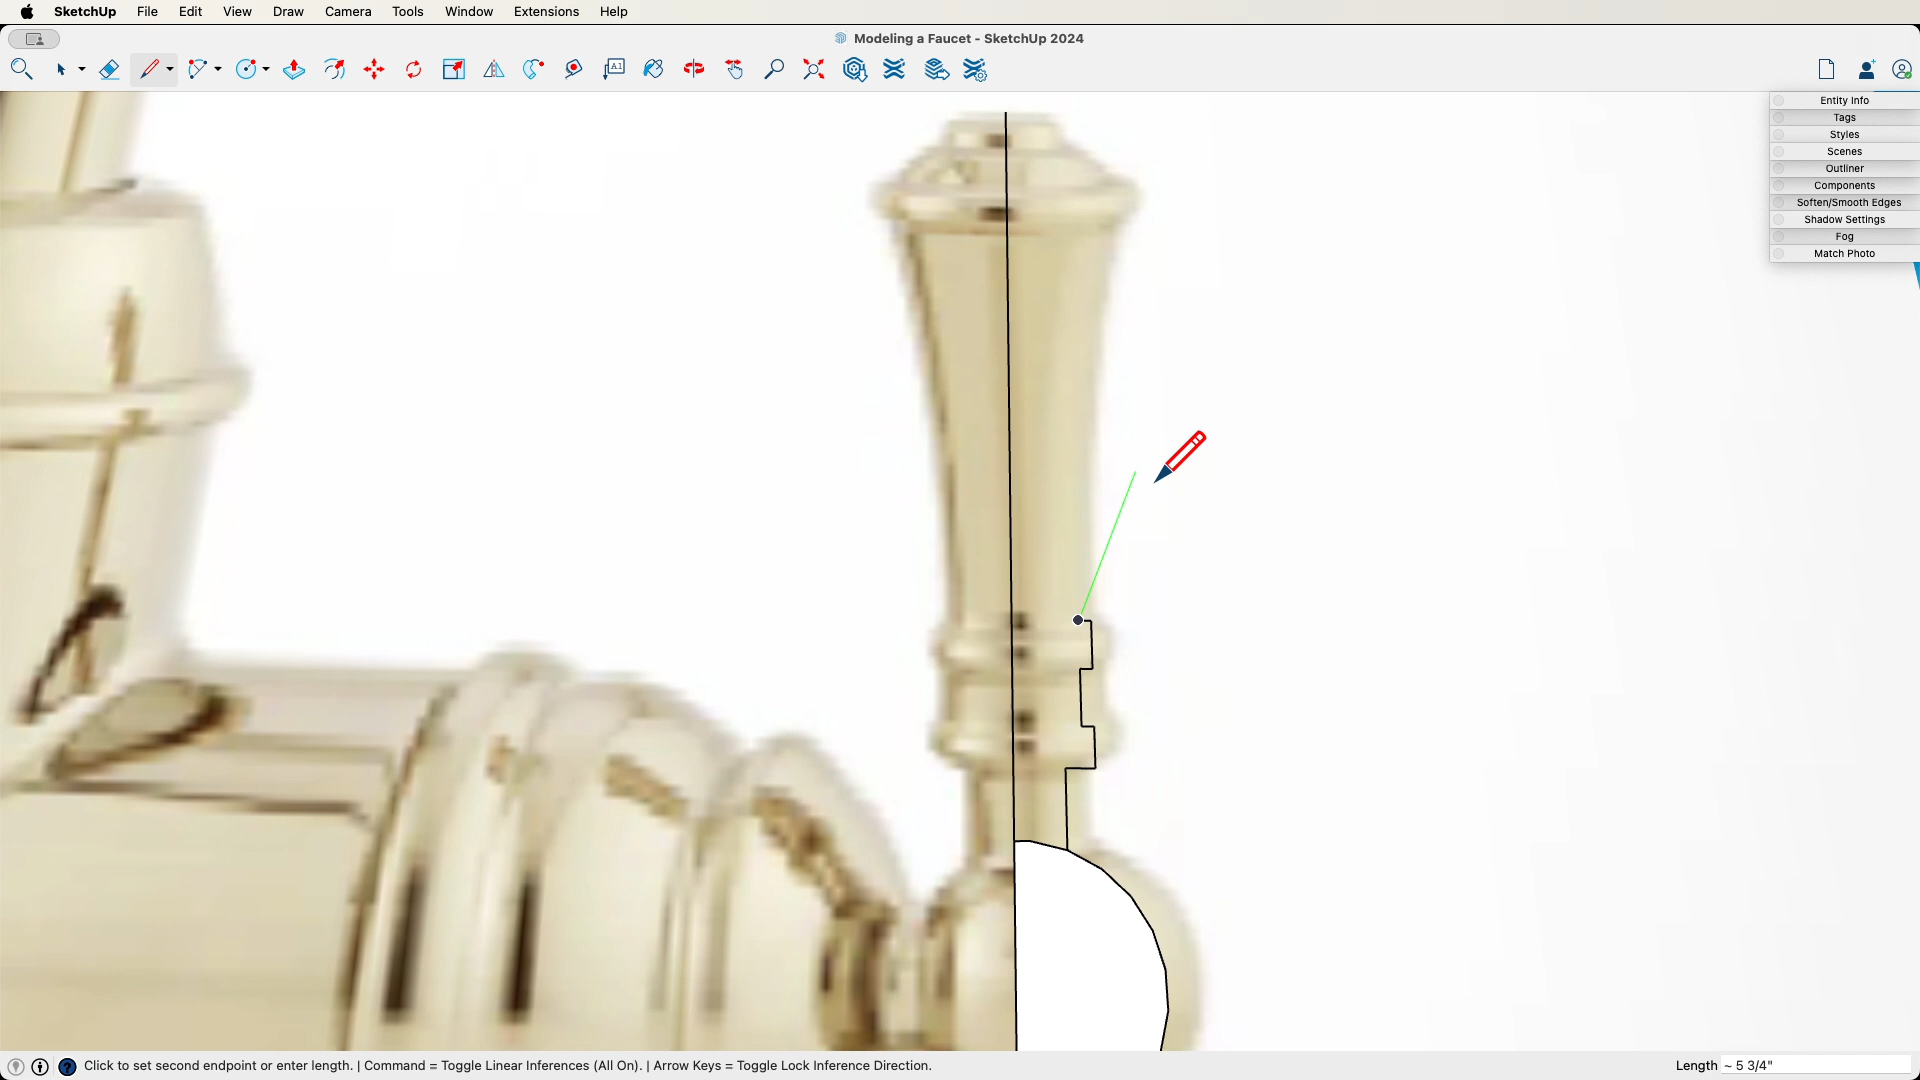 SketchUp File Edit View Draw Camera Tools Window Extensions Help
Modeling a Faucet - SketchUp 2024
A1
Entity Info
Tags
Styles
Scenes
Outliner
Components
Soften/Smooth Edges
Shadow Settings
Fog
Match Photo
Click to set second endpoint or enter length. | Command = Toggle Linear Inferences (All On). | Arrow Keys = Toggle Lock Inference Direction.
Length ~ 5 3/4"